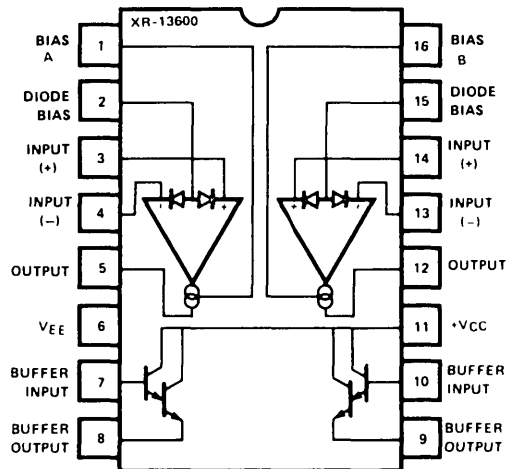 XR-13600
BIAS
A
1
DIODE
BIAS
2
INPUT
(+)
3
INPUT
(−)
4
OUTPUT
5
VEE
6
BUFFER
INPUT
7
BUFFER
OUTPUT
8
16
BIAS
B
15
DIODE
BIAS
14
INPUT
(+)
13
INPUT
(−)
12
OUTPUT
11
+VCC
10
BUFFER
INPUT
9
BUFFER
OUTPUT
- +
+ -